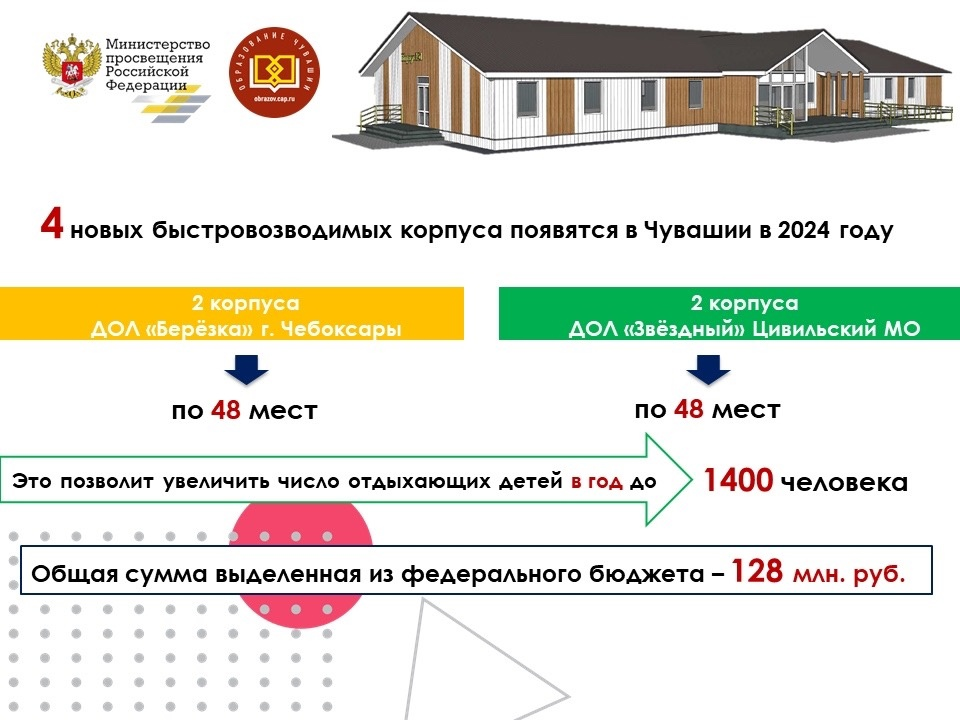 Министерство
просвещения
Российской
Федерации
ОБРАЗОВАНИЕ ЧУВАШИИ
obrazov.cap.ru
4 новых быстровозводимых корпуса появятся в Чувашии в 2024 году
2 корпуса
ДОЛ «Берёзка» г. Чебоксары
2 корпуса
ДОЛ «Звёздный» Цивильский МО
по 48 мест
по 48 мест
Это позволит увеличить число отдыхающих детей в год до
1400 человека
Общая сумма выделенная из федерального бюджета – 128 млн. руб.